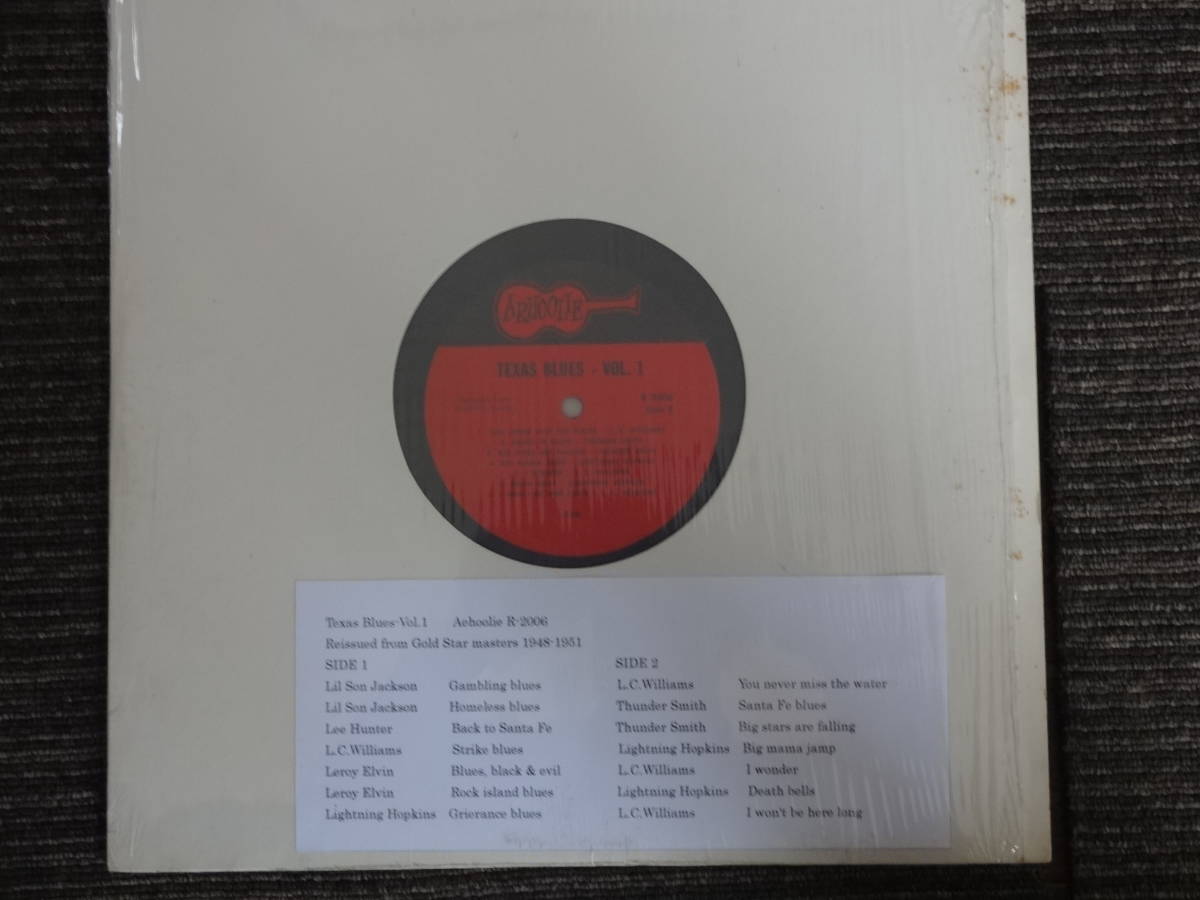 ARHOOLIE
TEXAS BLUES - VOL. 1
Texas Blues-Vol.1 Aehoolie R-2006
Reissued from Gold Star masters 1948-1951
SIDE 1
Lil Son Jackson Gambling blues
Lil Son Jackson Homeless blues
Lee Hunter Back to Santa Fe
L.C.Williams Strike blues
Leroy Elvin Blues, black & evil
Leroy Elvin Rock island blues
Lightning Hopkins Grierance blues
SIDE 2
L.C.Williams You never miss the water
Thunder Smith Santa Fe blues
Thunder Smith Big stars are falling
Lightning Hopkins Big mama jamp
L.C.Williams I wonder
Lightning Hopkins Death bells
L.C.Williams I won't be here long